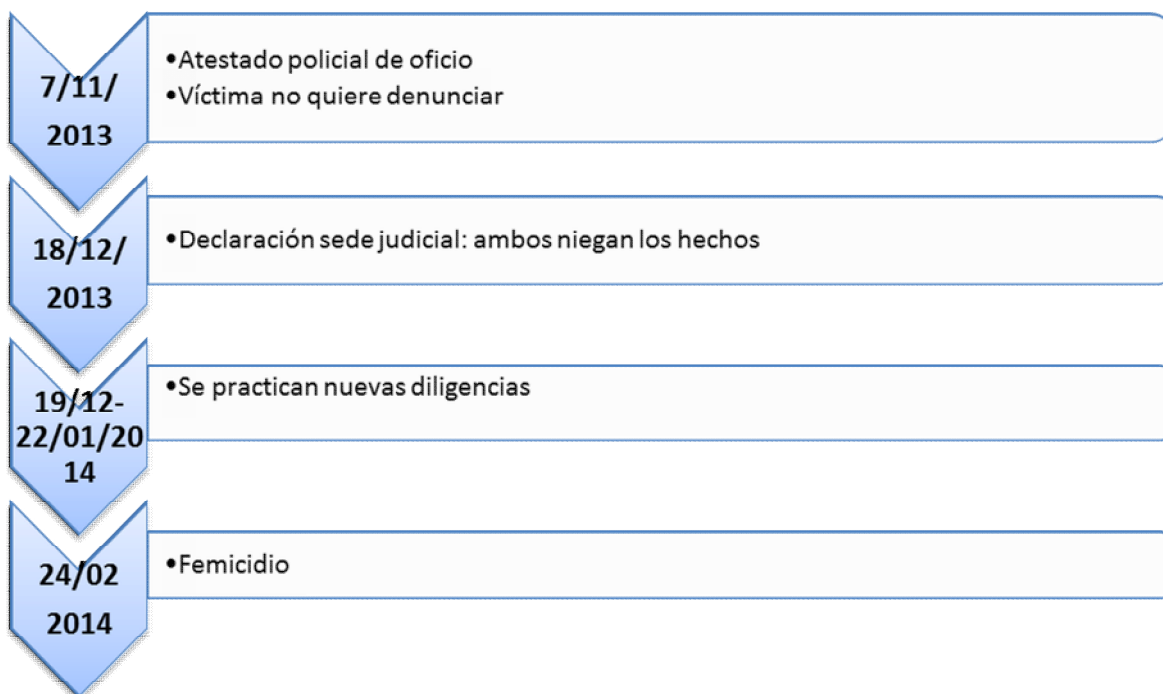 7/11/
2013
•Atestado policial de oficio
•Víctima no quiere denunciar
18/12/
2013
•Declaración sede judicial: ambos niegan los hechos
19/12-
22/01/20
14
•Se practican nuevas diligencias
24/02
2014
•Femicidio